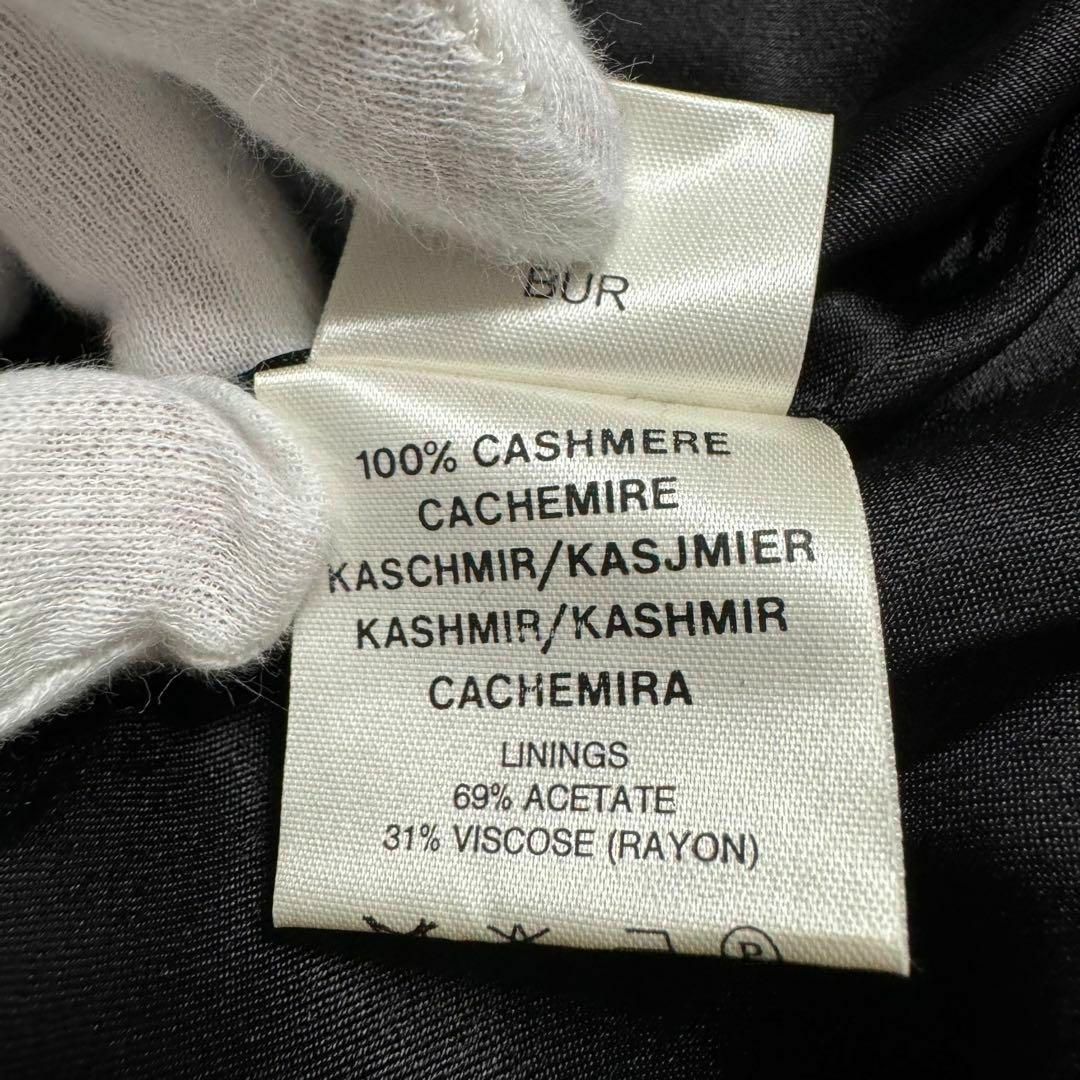 BUR
100% CASHMERE
CACHEMIRE
KASCHMIR/KASJMIER
KASHMIR/KASHMIR
CACHEMIRA
LININGS
69% ACETATE
31% VISCOSE (RAYON)
P